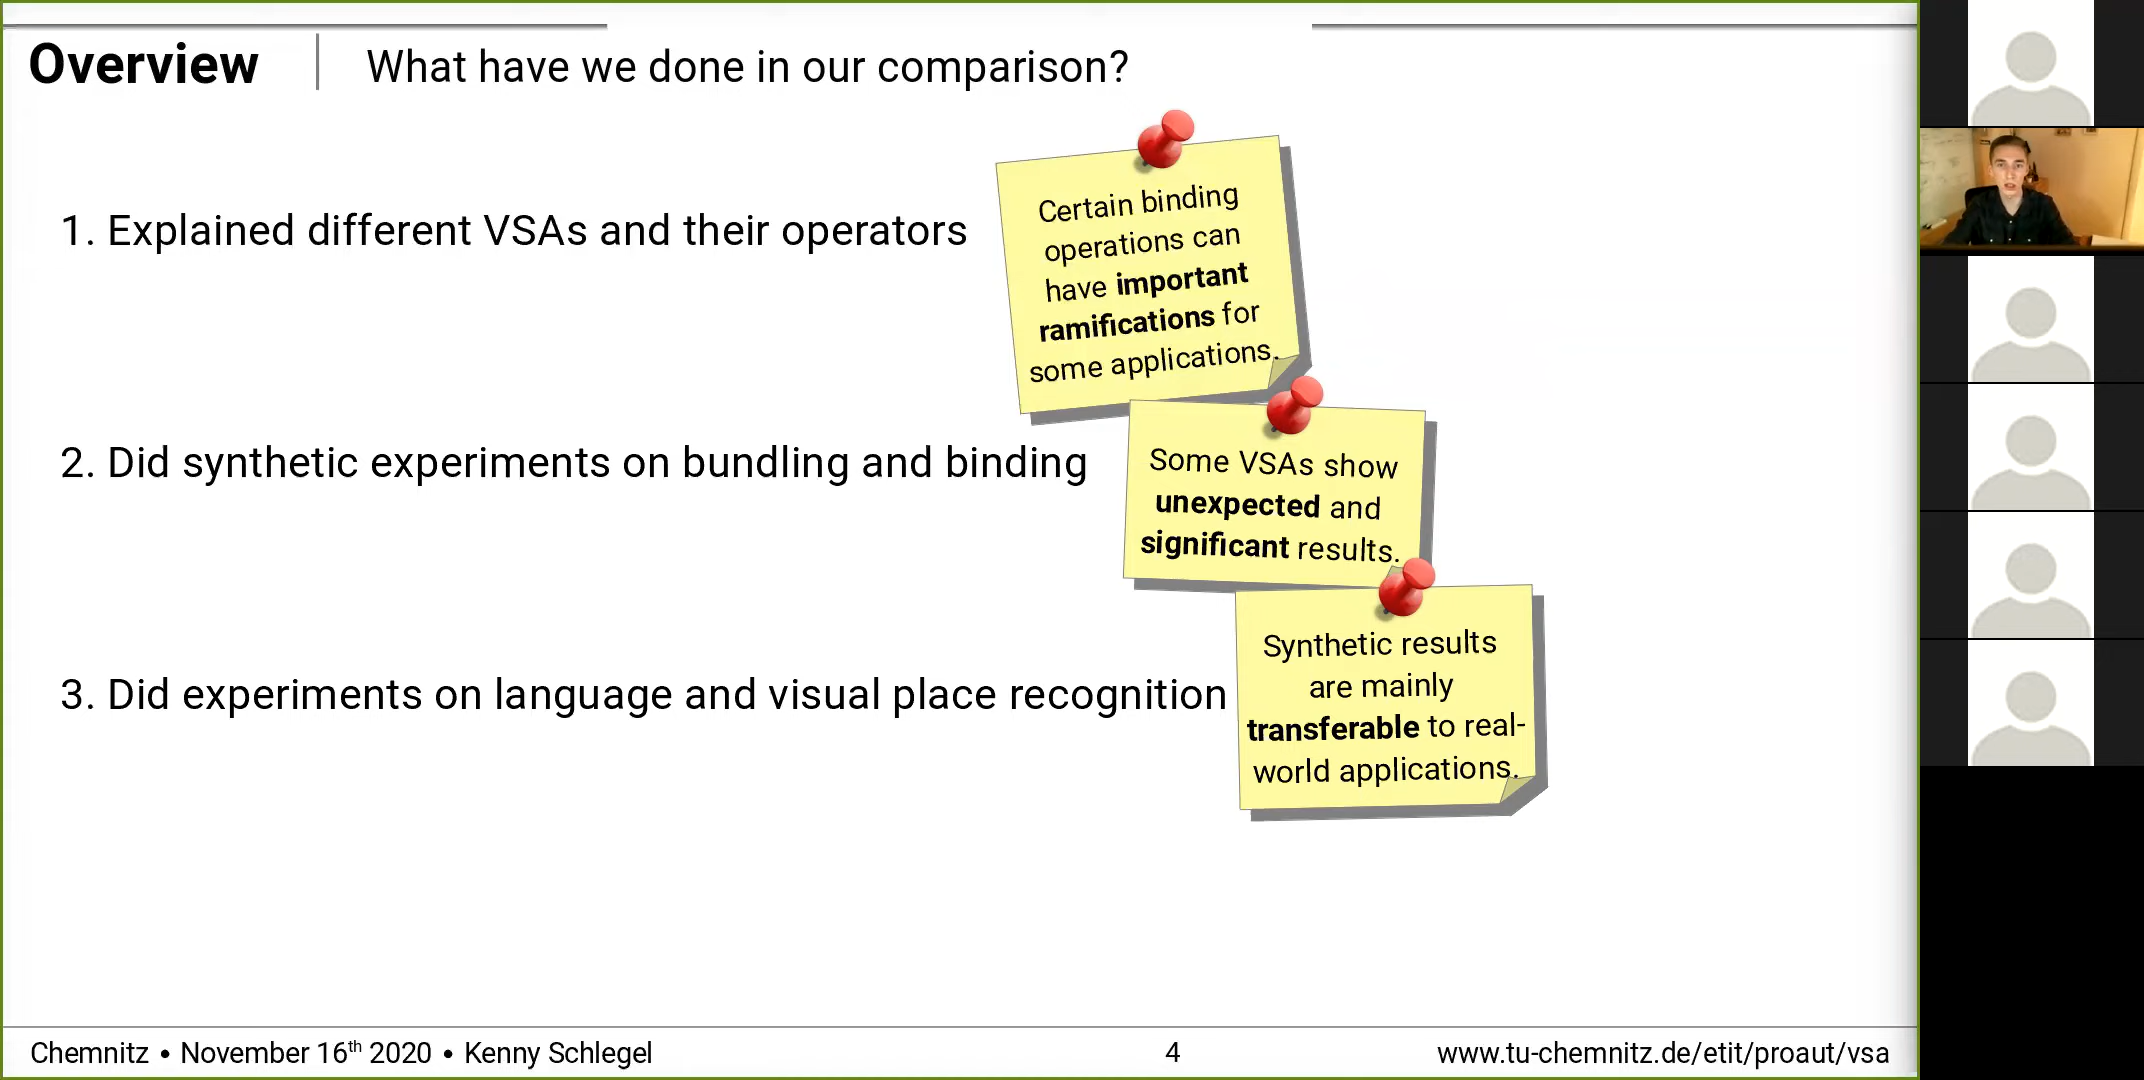 Overview
What have we done in our comparison?
1. Explained different VSAs and their operators
Certain binding
operations can
have important
ramifications for
some applications.
2. Did synthetic experiments on bundling and binding
Some VSAs show
unexpected and
significant results.
3. Did experiments on language and visual place recognition
Synthetic results
are mainly
transferable to real-
world applications.
Chemnitz • November 16th 2020 • Kenny Schlegel
4
www.tu-chemnitz.de/etit/proaut/vsa